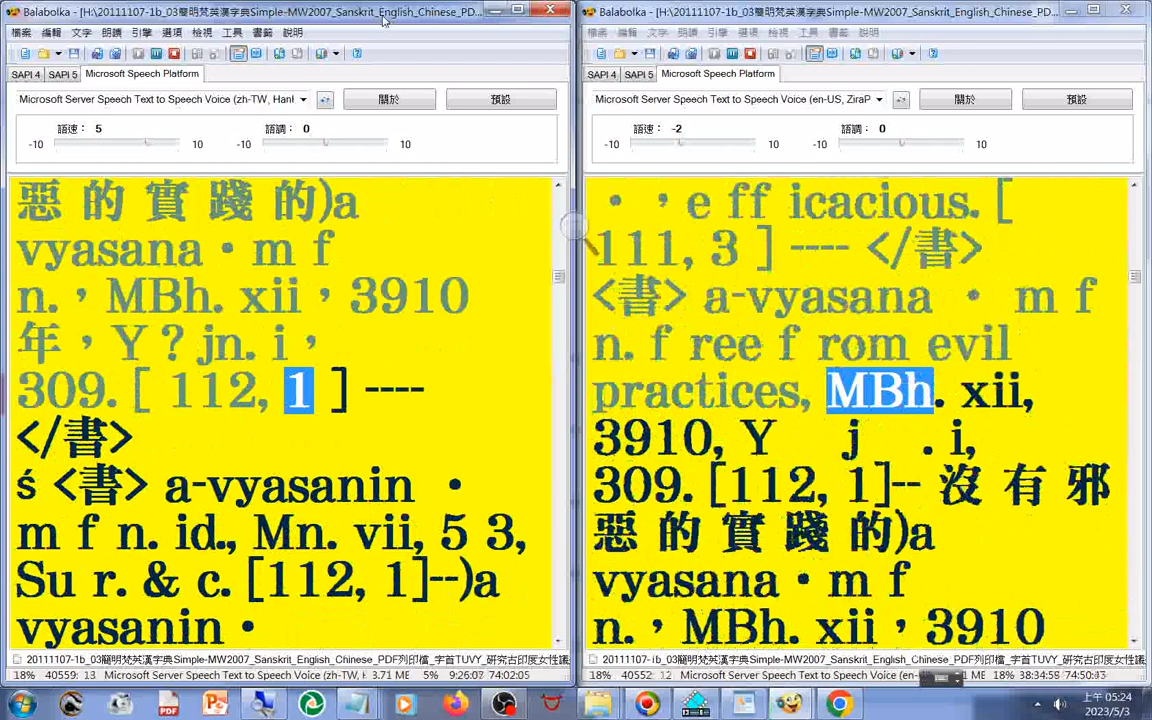 Balabolka - [H:\20111107-1b_03簡明梵英漢字典Simple-MW2007_Sanskrit_English_Chinese_PD...
檔案 編輯 文字 朗讀 引擎 選項 檢視 工具 書籤 說明
SAPI 4 SAPI 5 Microsoft Speech Platform
Microsoft Server Speech Text to Speech Voice (zh-TW, Hanl
關於 預設
語速： 5 語調： 0
-10 10 -10 10
惡 的 實 踐 的)a
vyasana・m f
n.，MBh. xii，3910
年，Y？jn. i，
309. [ 112, 1 ] ----
</書>
ś <書> a-vyasanin ・
m f n. id., Mn. vii, 5 3,
Su r. & c. [112, 1]--)a
vyasanin・
20111107-1b_03簡明梵英漢字典Simple-MW2007_Sanskrit_English_Chinese_PDF列印檔_字首TUVY_研究古印度女性議
18% 40559: 13 Microsoft Server Speech Text to Speech Voice (zh-TW, 3.71 ME 5% 9:26:07 74:02:05
Balabolka - [H:\20111107-1b_03簡明梵英漢字典Simple-MW2007_Sanskrit_English_Chinese_PD...
檔案 編輯 文字 朗讀 引擎 選項 檢視 工具 書籤 說明
SAPI 4 SAPI 5 Microsoft Speech Platform
Microsoft Server Speech Text to Speech Voice (en-US, ZiraP
關於 預設
語速： -2 語調： 0
-10 10 -10 10
・，e ff icacious. [
111, 3 ] ---- </書>
<書> a-vyasana ・ m f
n. f ree f rom evil
practices, MBh. xii,
3910, Y j . i,
309. [112, 1]-- 沒 有 邪
惡 的 實 踐 的)a
vyasana・m f
n.，MBh. xii，3910
20111107-1b_03簡明梵英漢字典Simple-MW2007_Sanskrit_English_Chinese_PDF列印檔_字首TUVY_研究古印度女性議
18% 40552: 12 Microsoft Server Speech Text to Speech Voice (en-US, 18% 38:34:59 74:50:37
上午 05:24
2023/5/3